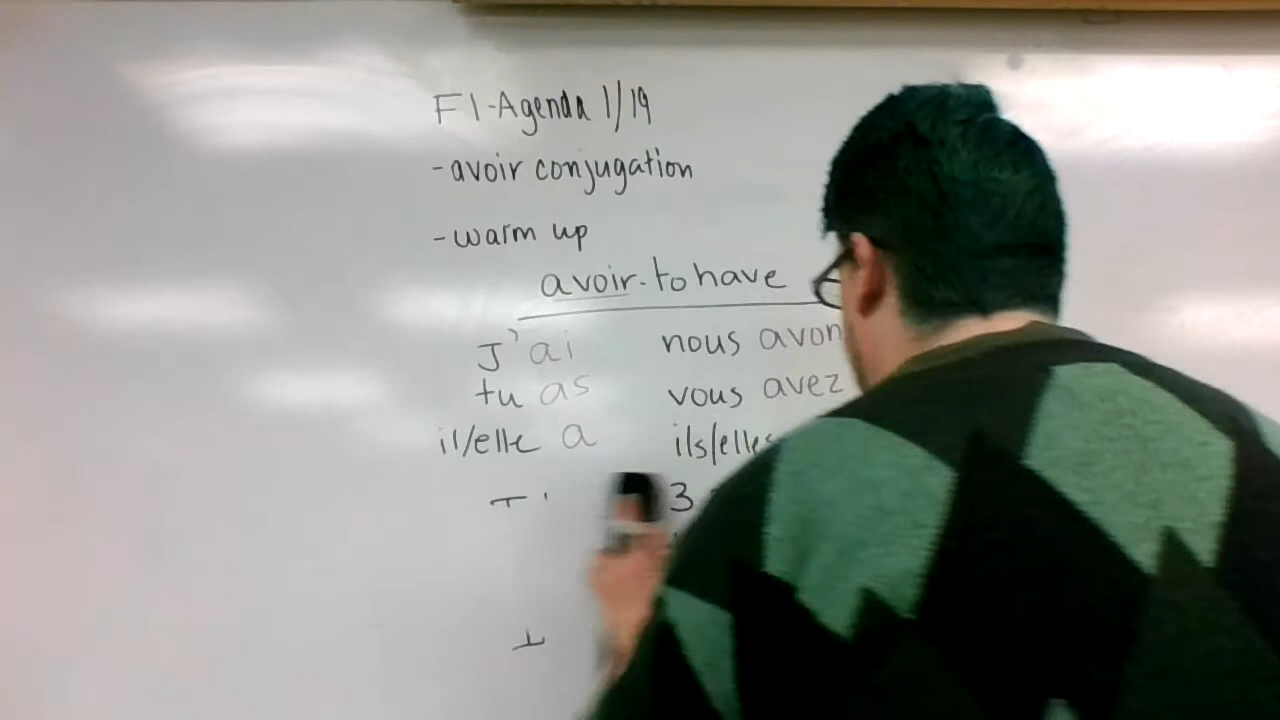 F1-Agenda 1/19
-avoir conjugation
-warm up
avoir-to have
J'ai nous avon
tu as vous avez
il/elle a ils/elles
3